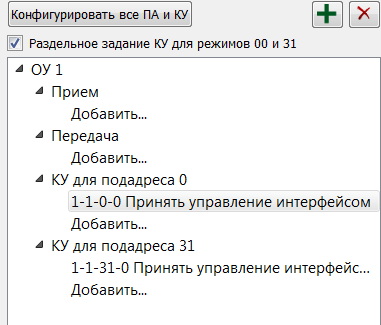 Конфигурировать все ПА и КУ
Раздельное задание КУ для режимов 00 и 31
ОУ 1
Прием
Добавить...
Передача
Добавить...
КУ для подадреса 0
1-1-0-0 Принять управление интерфейсом
Добавить...
КУ для подадреса 31
1-1-31-0 Принять управление интерфейс...
Добавить...